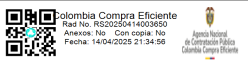 Colombia Compra Eficiente
Rad No. RS20250414003650
Anexos: No Con copia: No
Fecha: 14/04/2025 21:34:56
Agencia Nacional
de Contratación Pública
Colombia Compra Eficiente